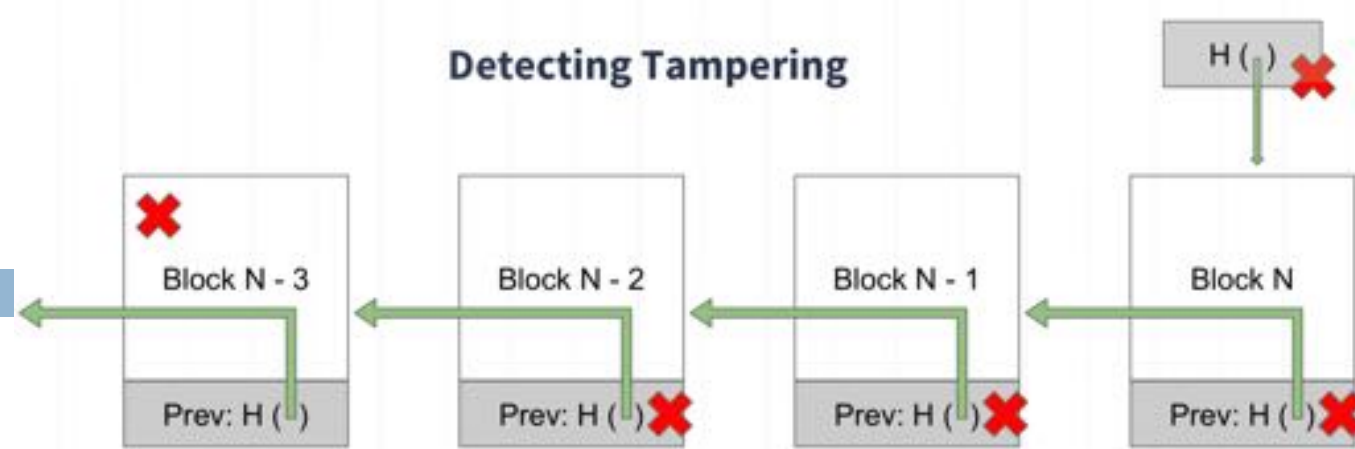 Detecting Tampering
H ( )
Block N - 3
Block N - 2
Block N - 1
Block N
Prev: H ( )
Prev: H ( )
Prev: H ( )
Prev: H ( )